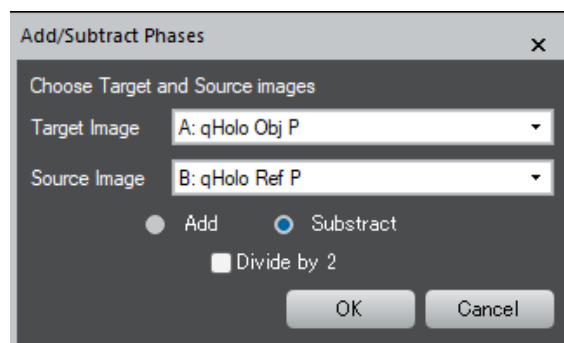 Add/Subtract Phases
Choose Target and Source images
Target Image A: qHolo Obj P
Source Image B: qHolo Ref P
Add Substract
Divide by 2
OK Cancel